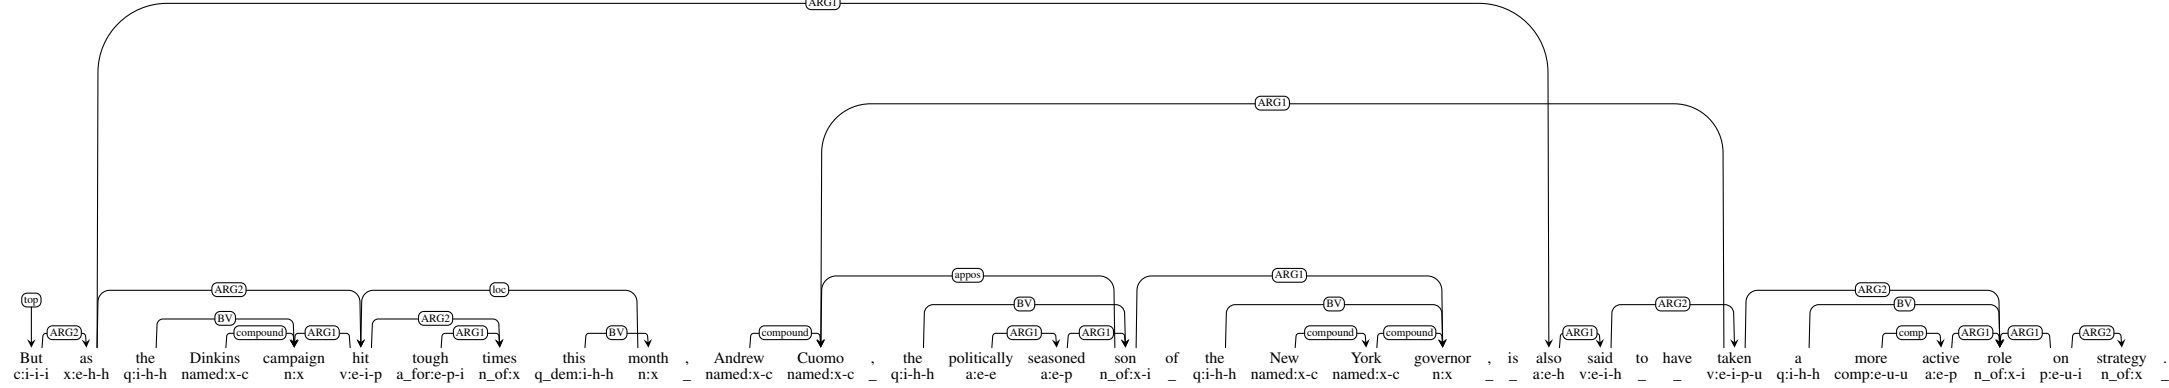 ARG1
ARG1
appos ARG1
ARG2 loc ARG2
top BV BV BV
BV ARG2 ARG2
ARG2 compound ARG1 ARG1 BV compound ARG1 ARG1 compound compound ARG1 comp ARG1 ARG1 ARG2
But as the Dinkins campaign hit tough times this month , Andrew Cuomo , the politically seasoned son of the New York governor , is also said to have taken a more active role on strategy .
c:i-i-i x:e-h-h q:i-h-h named:x-c n:x v:e-i-p a_for:e-p-i n_of:x q_dem:i-h-h n:x _ named:x-c named:x-c _ q:i-h-h a:e-e a:e-p n_of:x-i _ q:i-h-h named:x-c named:x-c n:x _ _ a:e-h v:e-i-h _ _ v:e-i-p-u q:i-h-h comp:e-u-u a:e-p n_of:x-i p:e-u-i n_of:x _